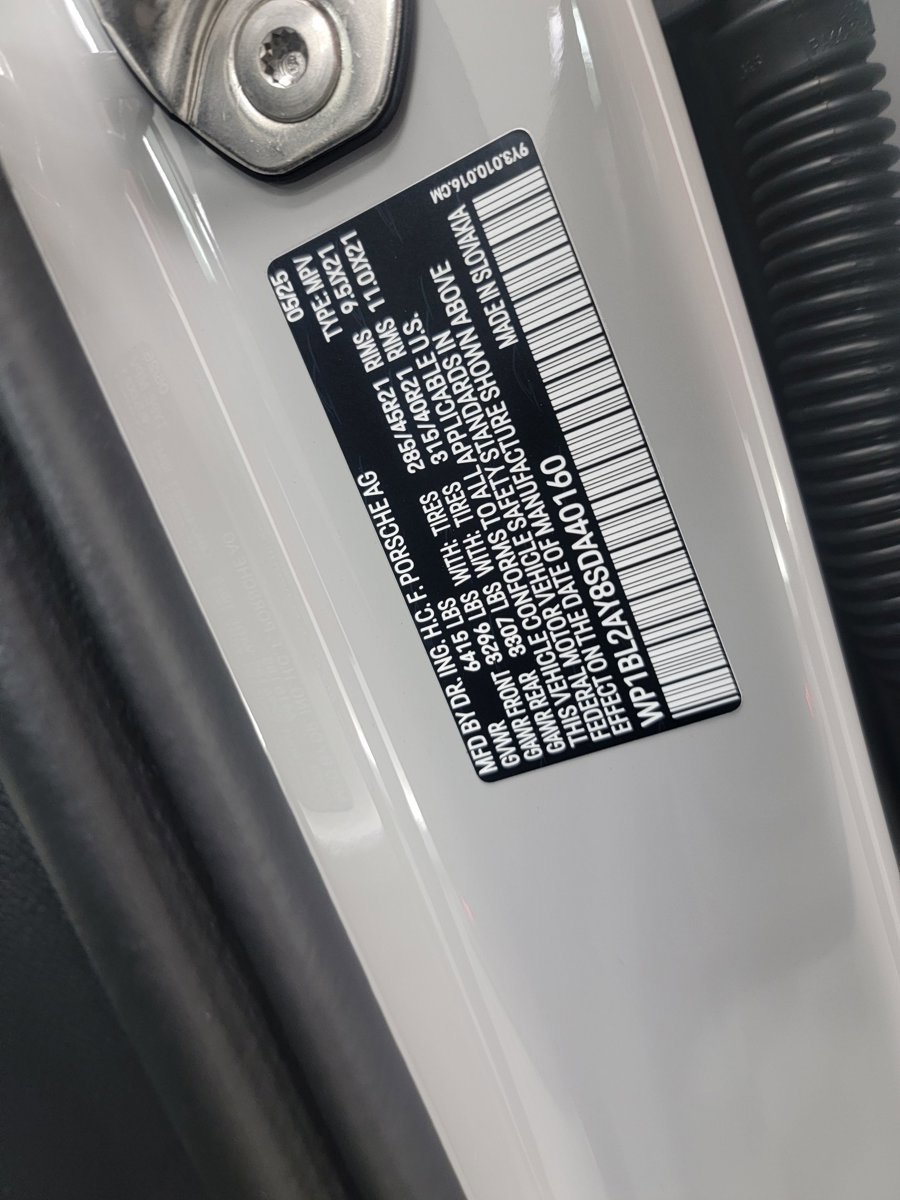 MFD BY DR. ING. H.C. F. PORSCHE AG 05/25
GVWR 6415 LBS TYPE: MPV
GAWR FRONT 3296 LBS WITH: TIRES 285/45R21 RIMS 9.5JX21
GAWR REAR 3307 LBS WITH: TIRES 315/40R21 RIMS 11.0JX21
THIS VEHICLE CONFORMS TO ALL APPLICABLE U.S.
FEDERAL MOTOR VEHICLE SAFETY STANDARDS IN
EFFECT ON THE DATE OF MANUFACTURE SHOWN ABOVE
WP1BL2AY8SDA40160 MADE IN SLOVAKIA
9Y3.010.016.CM